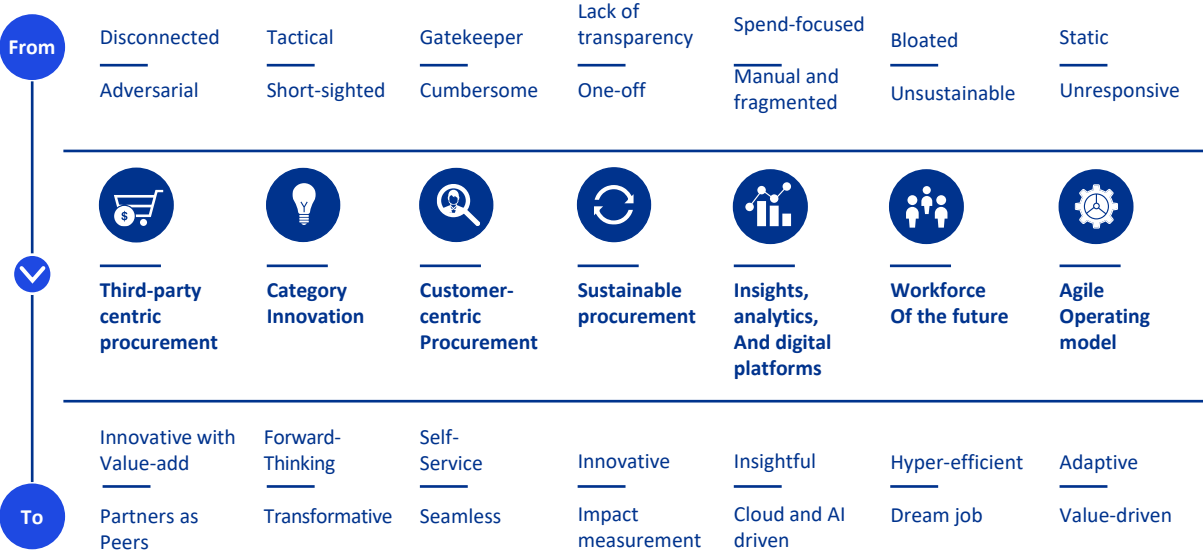 From
Disconnected
Adversarial
Tactical
Short-sighted
Gatekeeper
Cumbersome
Lack of
transparency
One-off
Spend-focused
Manual and
fragmented
Bloated
Unsustainable
Static
Unresponsive
$
Third-party
centric
procurement
Category
Innovation
Customer-
centric
Procurement
Sustainable
procurement
Insights,
analytics,
And digital
platforms
Workforce
Of the future
Agile
Operating
model
To
Innovative with
Value-add
Partners as
Peers
Forward-
Thinking
Transformative
Self-
Service
Seamless
Innovative
Impact
measurement
Insightful
Cloud and AI
driven
Hyper-efficient
Dream job
Adaptive
Value-driven